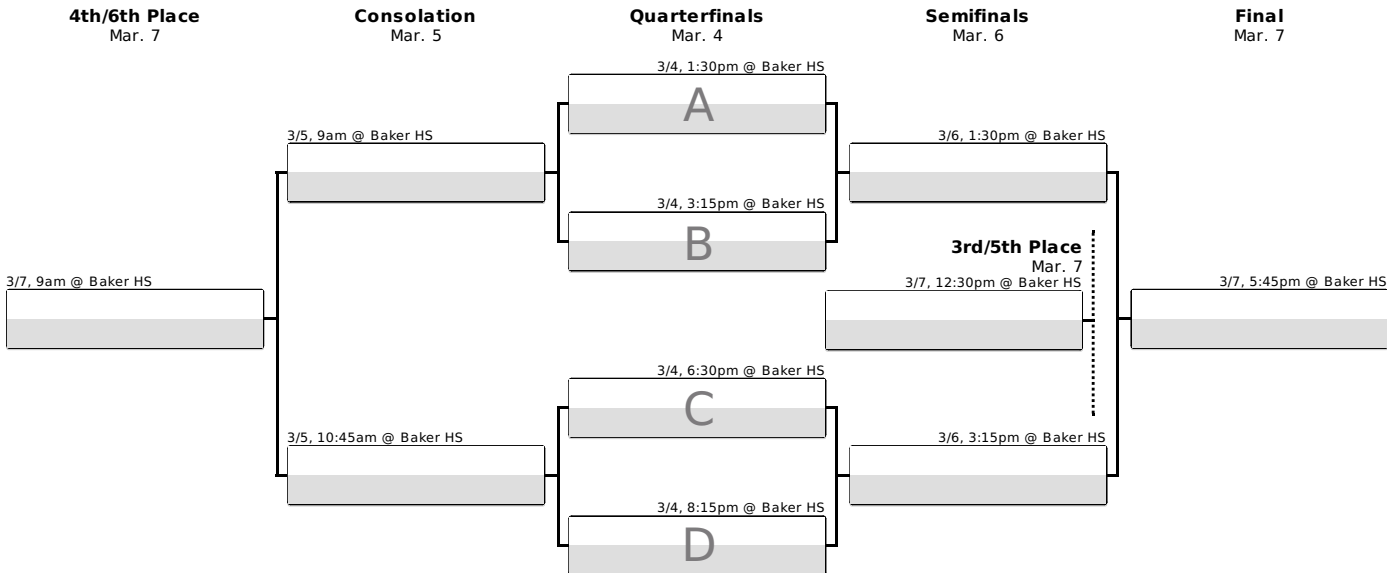 4th/6th Place
Mar. 7
Consolation
Mar. 5
Quarterfinals
Mar. 4
Semifinals
Mar. 6
Final
Mar. 7
3/4, 1:30pm @ Baker HS
A
3/5, 9am @ Baker HS
3/6, 1:30pm @ Baker HS
3/4, 3:15pm @ Baker HS
B
3rd/5th Place
Mar. 7
3/7, 9am @ Baker HS
3/7, 12:30pm @ Baker HS
3/7, 5:45pm @ Baker HS
3/4, 6:30pm @ Baker HS
C
3/5, 10:45am @ Baker HS
3/6, 3:15pm @ Baker HS
3/4, 8:15pm @ Baker HS
D